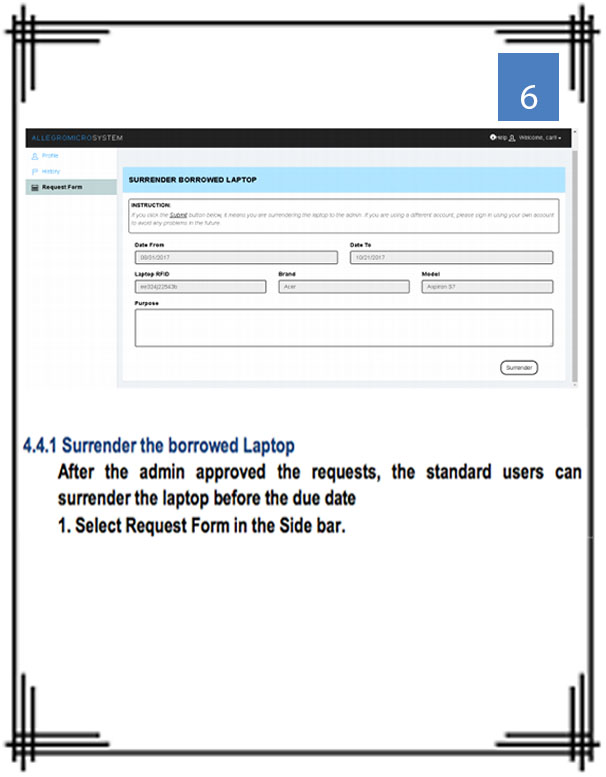 6
ALLEGROMICROSYSTEM
Help Welcome, carl
Profile
History
Request Form
SURRENDER BORROWED LAPTOP
INSTRUCTION:
If you click the Submit button below, it means you are surrendering the laptop to the admin. If you are using a different account, please sign in using your own account
to avoid any problems in the future
Date From Date To
10/21/2017
Laptop RFID Brand Model
Acer Aspiron S7
Purpose
Surrender
4.4.1 Surrender the borrowed Laptop
After the admin approved the requests, the standard users can
surrender the laptop before the due date
1. Select Request Form in the Side bar.